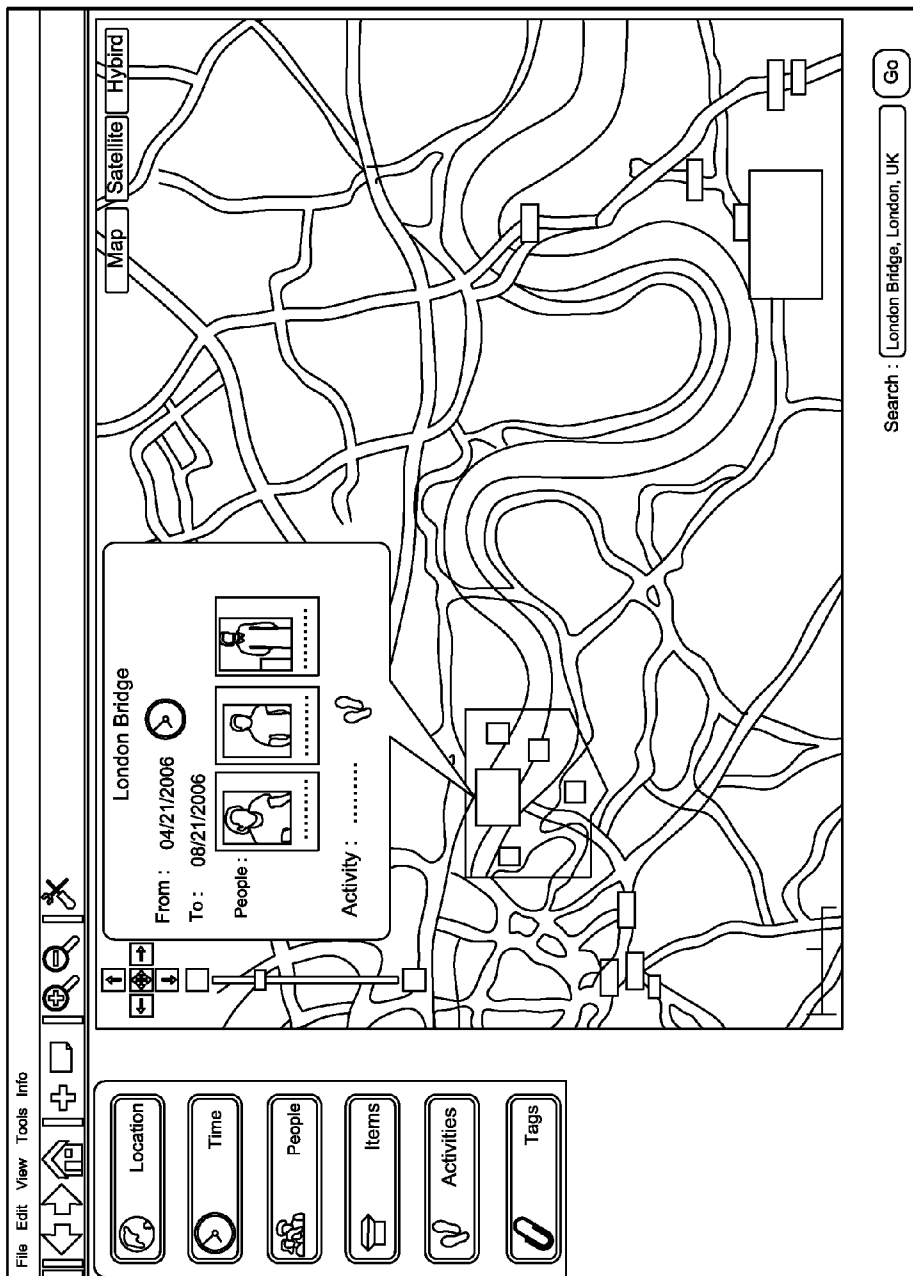 File Edit View Tools Info
Location
Time
People
Items
Activities
Tags
Map Satellite Hybird
London Bridge
From : 04/21/2006
To : 08/21/2006
People :
Activity : ..........
Search : London Bridge, London, UK Go